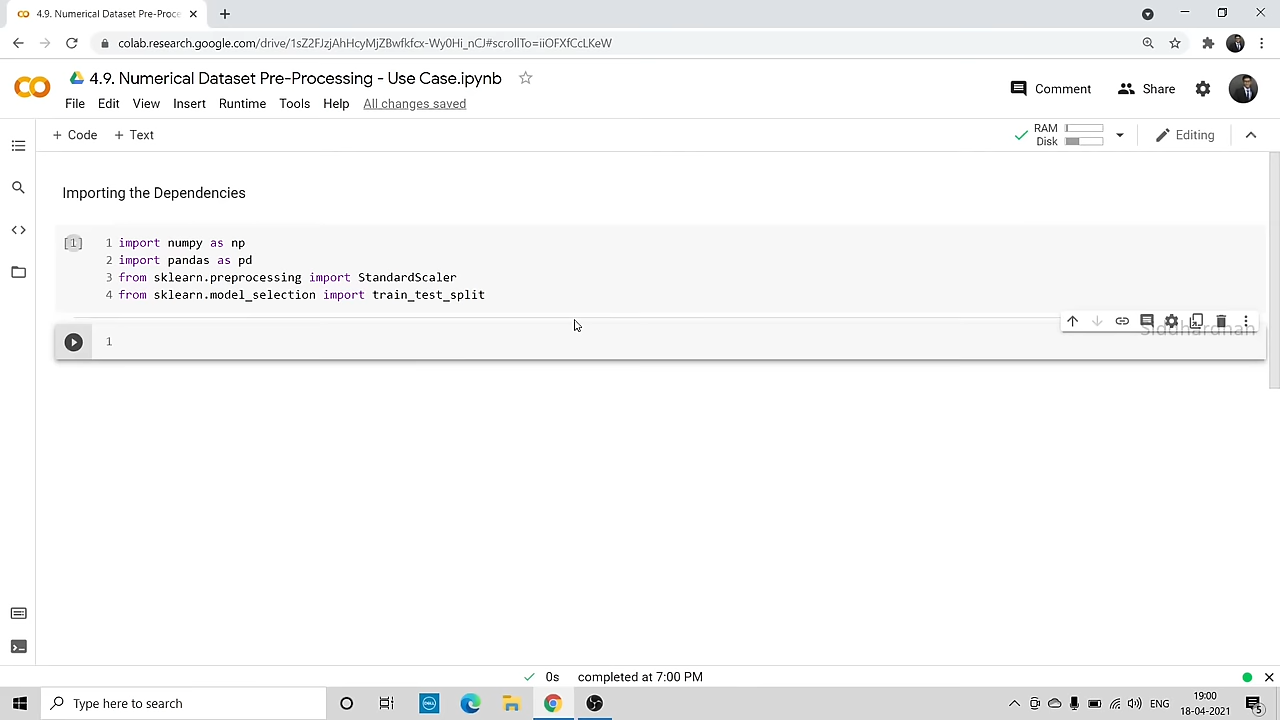 4.9. Numerical Dataset Pre-Proce
colab.research.google.com/drive/1sZ2FJzjAhHcyMjZBwfkfcx-Wy0Hi_nCJ#scrollTo=iiOFXfCcLKeW
4.9. Numerical Dataset Pre-Processing - Use Case.ipynb
Comment
Share
File Edit View Insert Runtime Tools Help All changes saved
+ Code + Text
RAM
Disk
Editing
Importing the Dependencies
[1]
1 import numpy as np
2 import pandas as pd
3 from sklearn.preprocessing import StandardScaler
4 from sklearn.model_selection import train_test_split
Siddhardhan
1
0s completed at 7:00 PM
Type here to search
DELL
ENG
19:00
18-04-2021
5